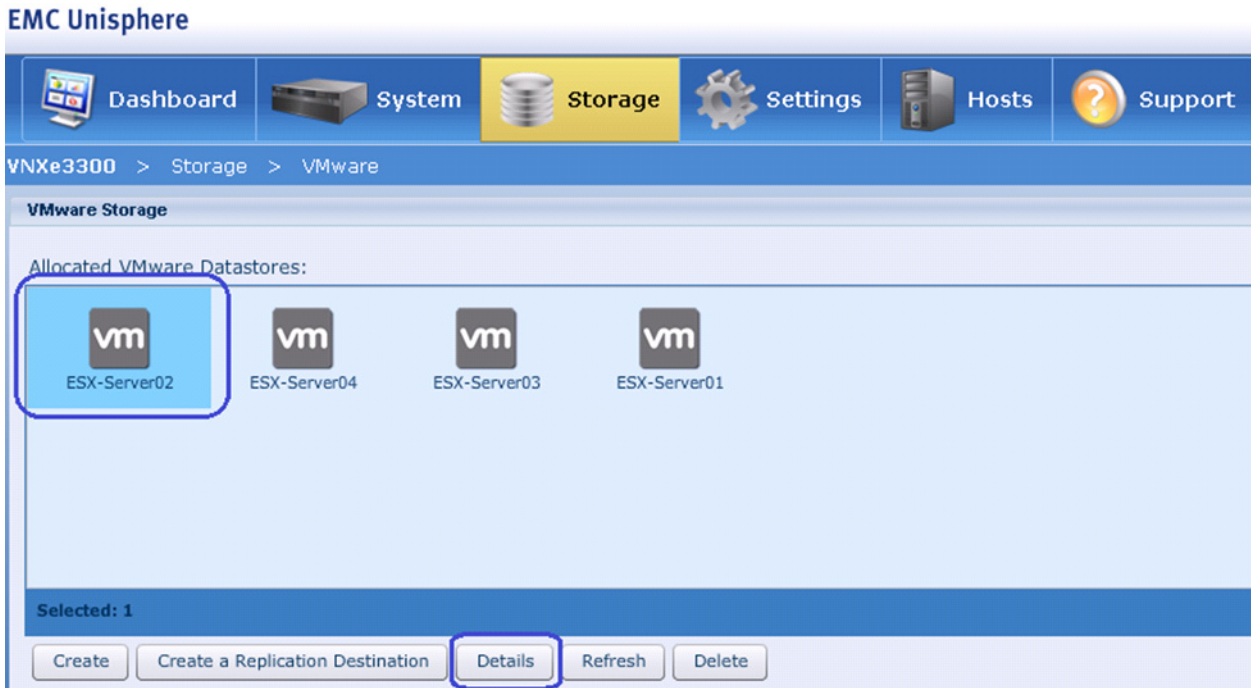 EMC Unisphere
Dashboard System Storage Settings Hosts Support
VNXe3300 > Storage > VMware
VMware Storage
Allocated VMware Datastores:
vm vm vm vm
ESX-Server02 ESX-Server04 ESX-Server03 ESX-Server01
Selected: 1
Create Create a Replication Destination Details Refresh Delete